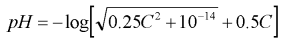 pH = −log[√(0.25C² + 10⁻¹⁴) + 0.5C]